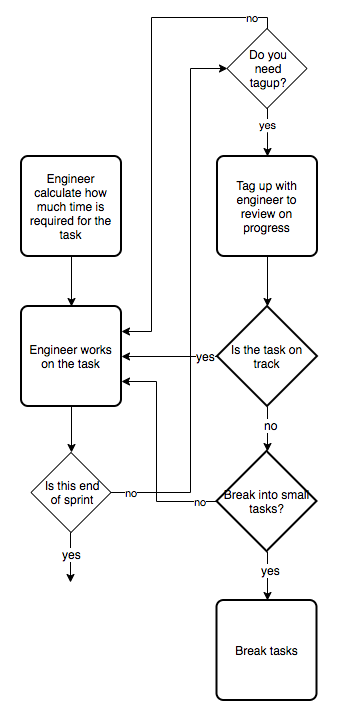 no
Do you
need
tagup?
yes
Engineer
calculate how
much time is
required for the
task
Tag up with
engineer to
review on
progress
Engineer works
on the task
yes
Is the task on
track
no
Is this end
of sprint
no
no
Break into small
tasks?
yes
yes
Break tasks